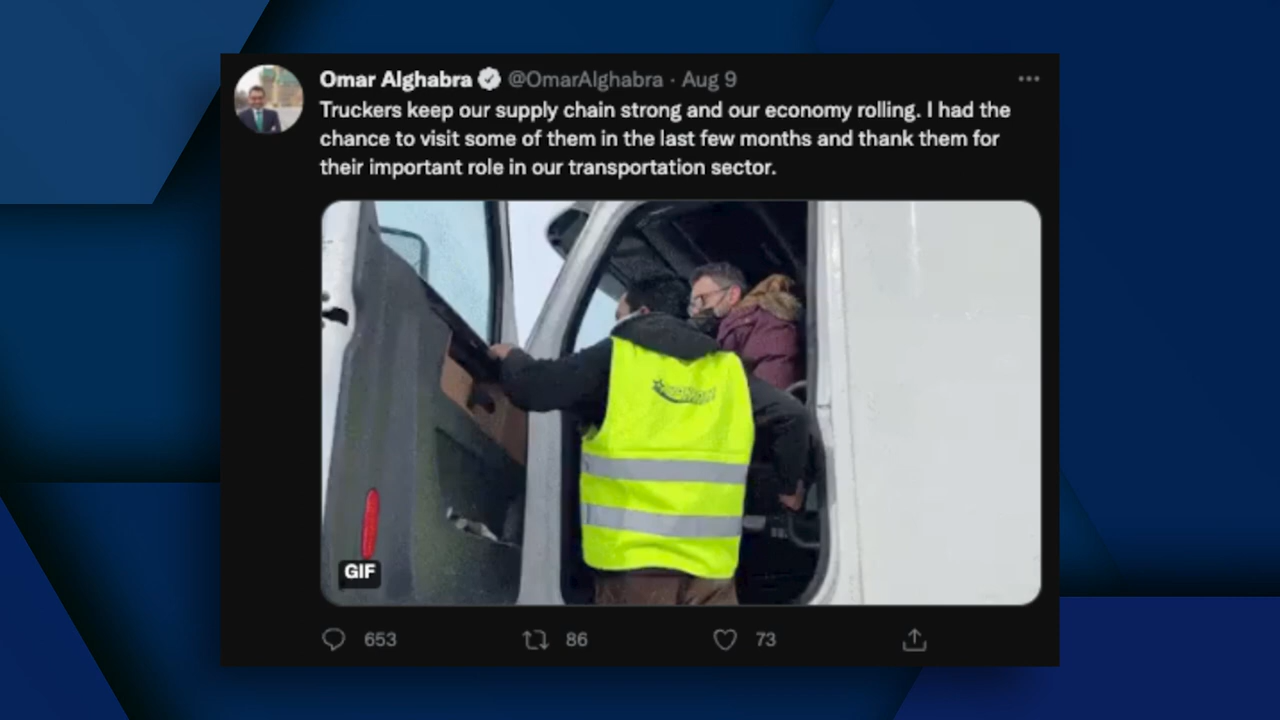 Omar Alghabra @OmarAlghabra · Aug 9
Truckers keep our supply chain strong and our economy rolling. I had the
chance to visit some of them in the last few months and thank them for
their important role in our transportation sector.
GIF
653 86 73